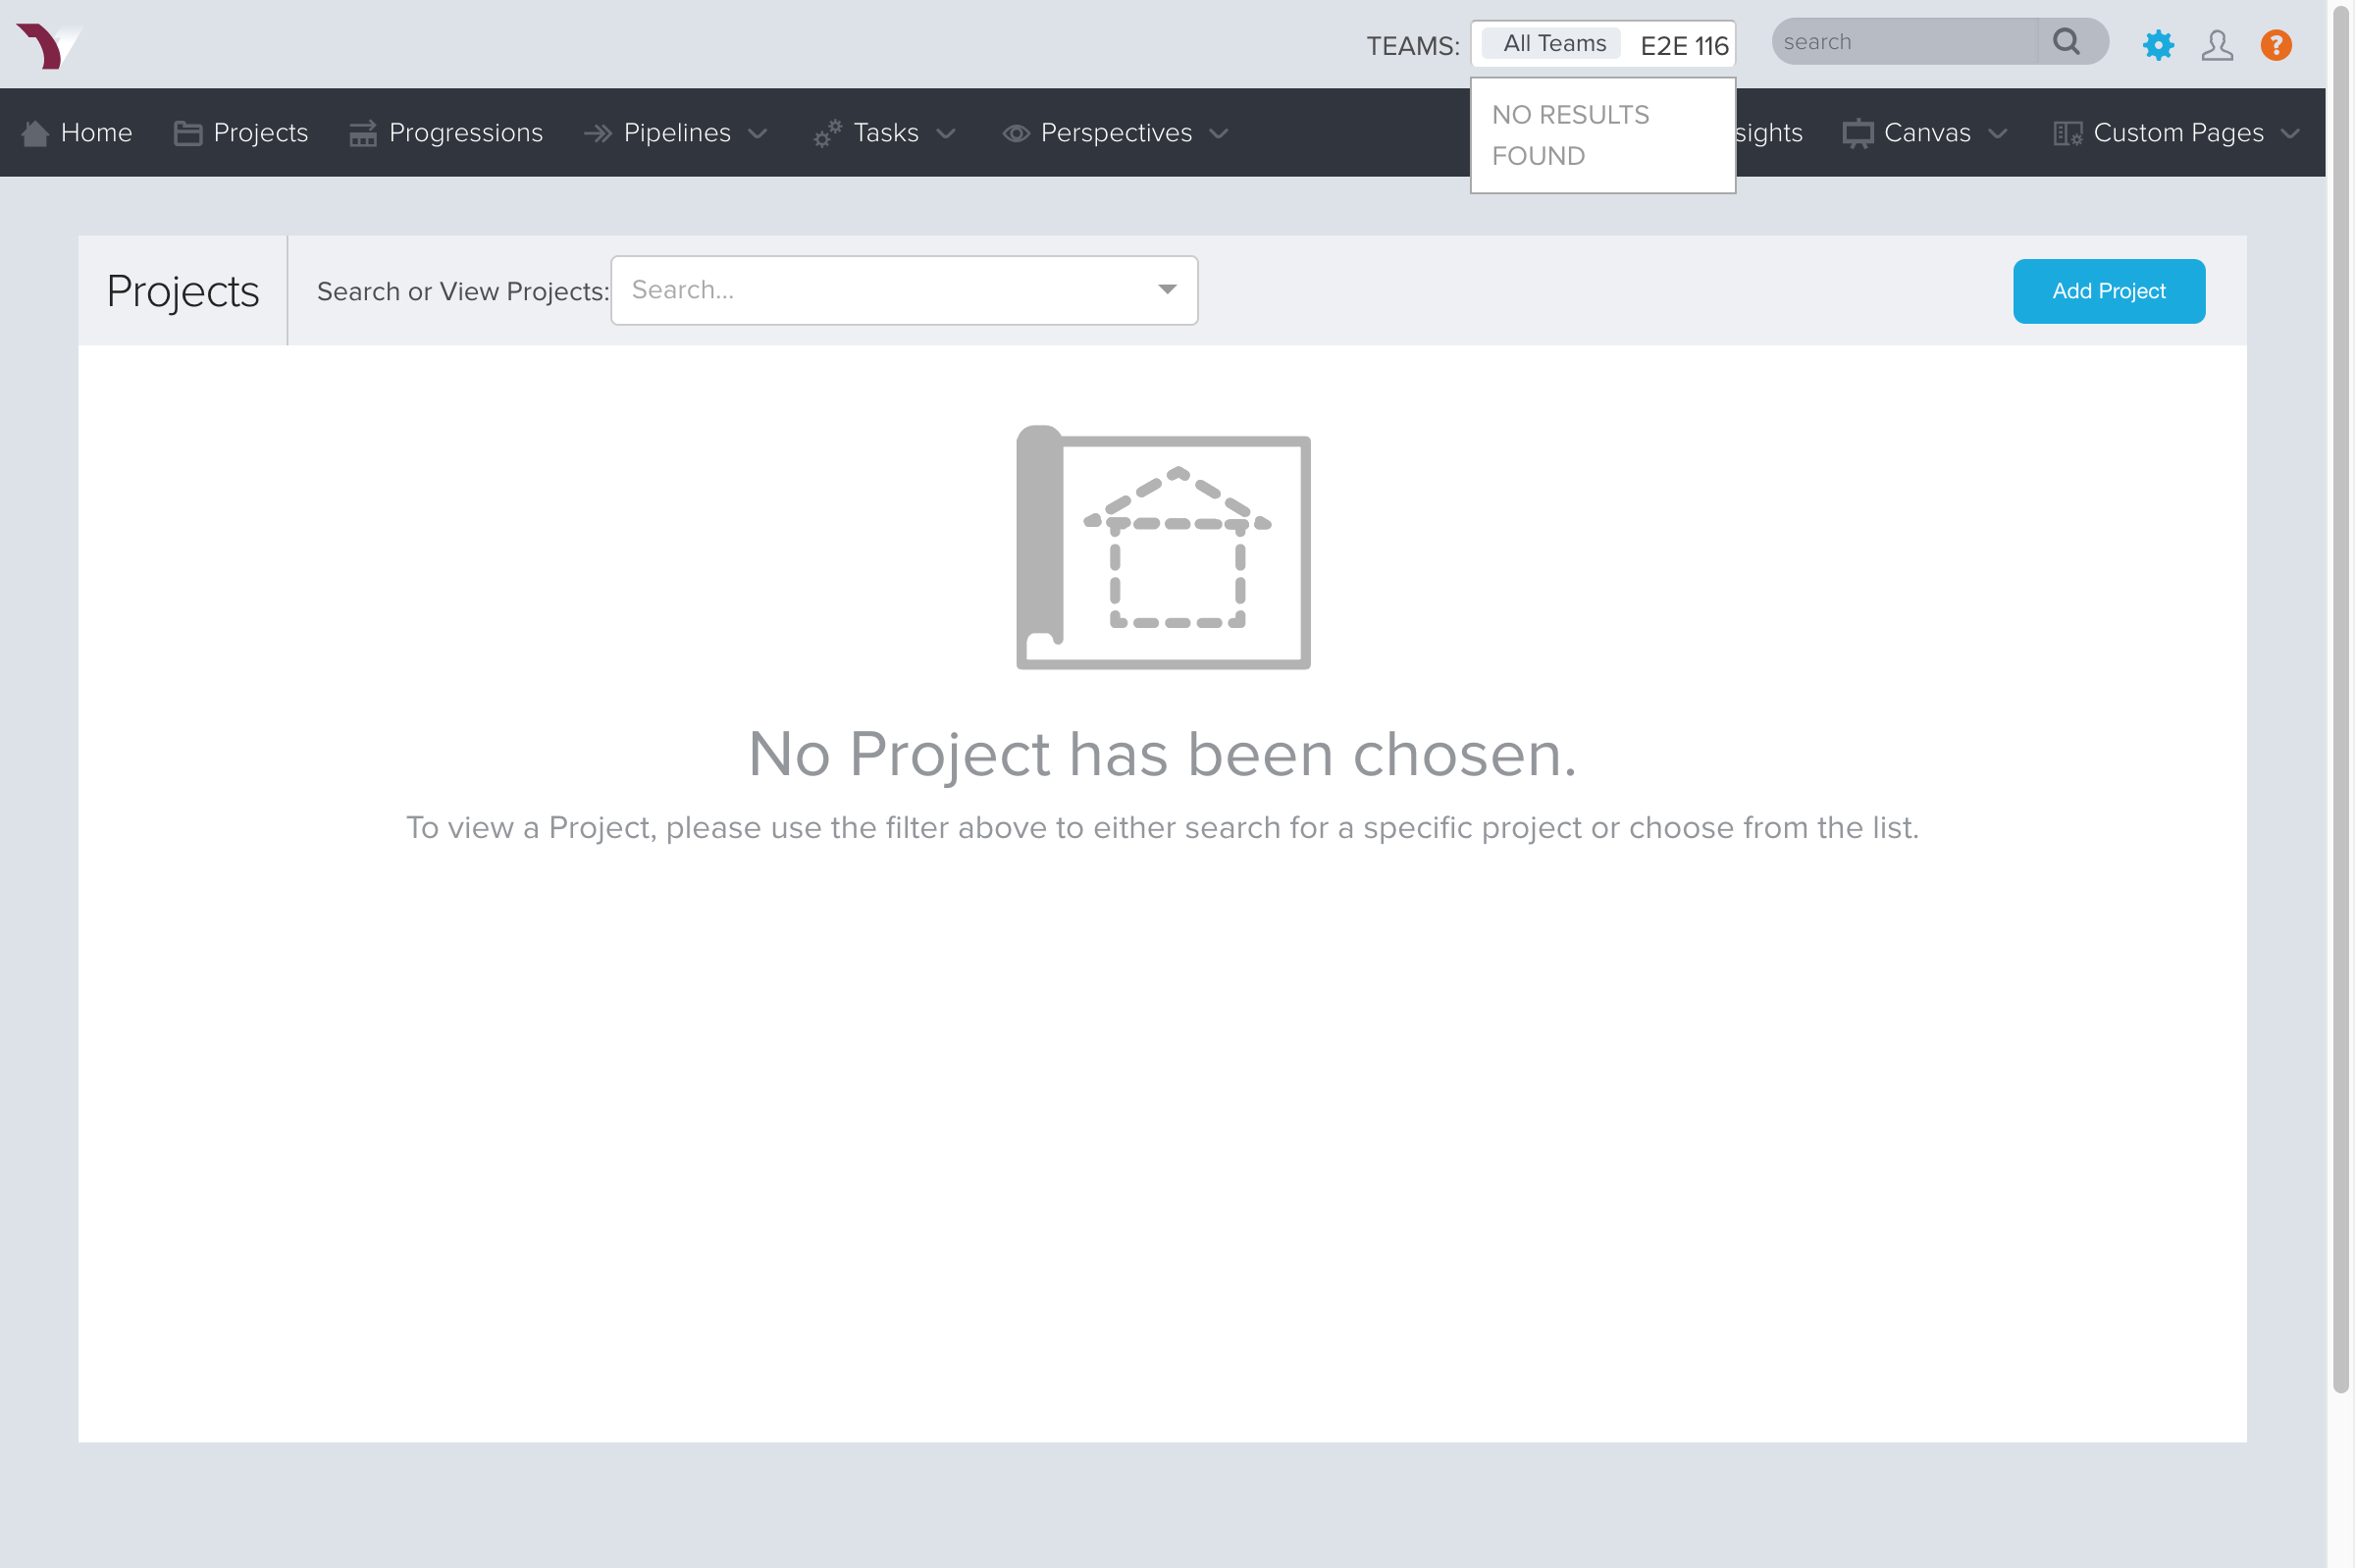 TEAMS: All Teams E2E 116 search
NO RESULTS
FOUND
Home Projects Progressions Pipelines Tasks Perspectives sights Canvas Custom Pages
Projects Search or View Projects: Search... Add Project
No Project has been chosen.
To view a Project, please use the filter above to either search for a specific project or choose from the list.